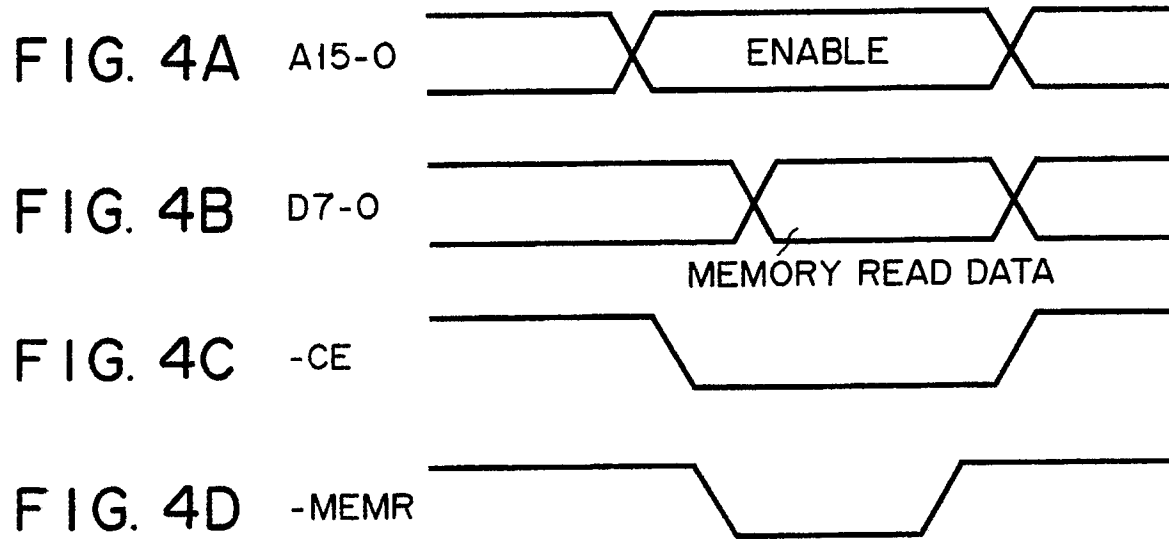 FIG. 4A A15-0 ENABLE
FIG. 4B D7-0
MEMORY READ DATA
FIG. 4C -CE
FIG. 4D -MEMR